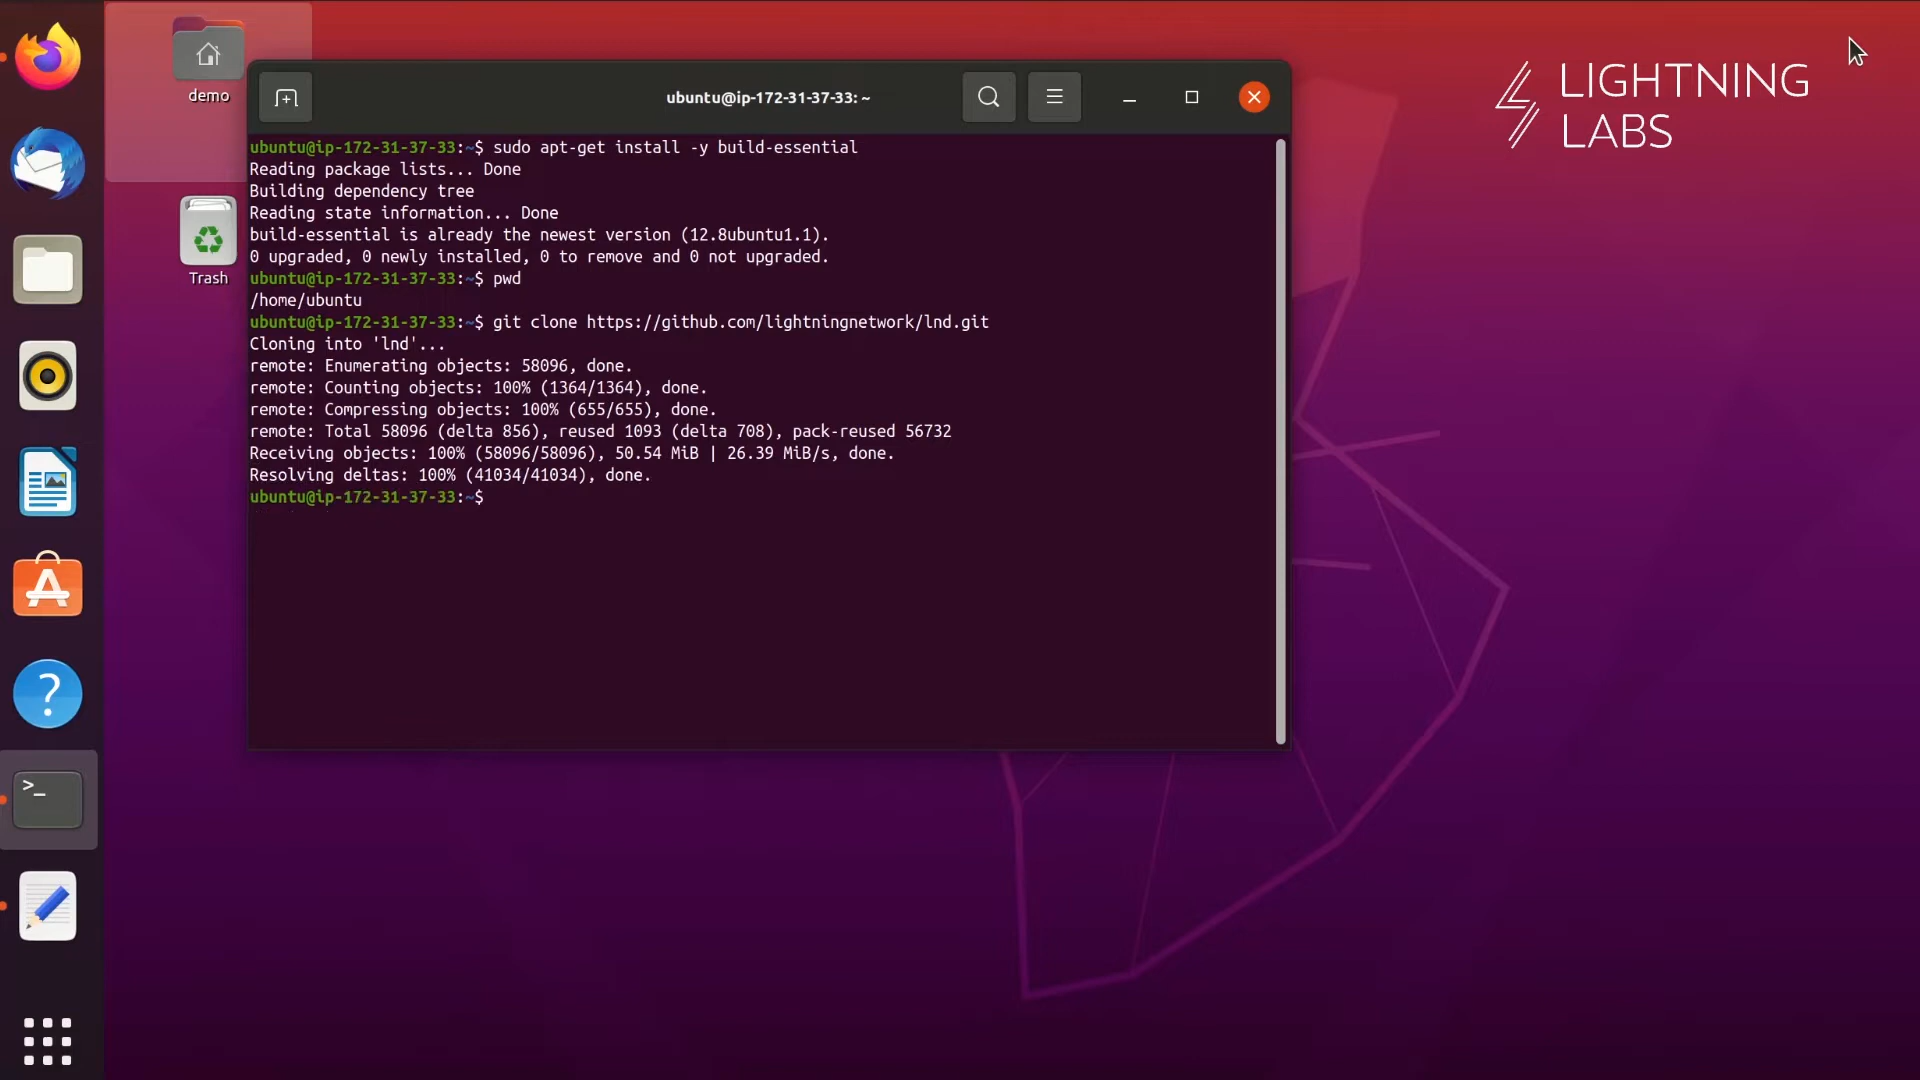 demo
Trash
LIGHTNING
LABS
ubuntu@ip-172-31-37-33: ~
ubuntu@ip-172-31-37-33:~$ sudo apt-get install -y build-essential
Reading package lists... Done
Building dependency tree
Reading state information... Done
build-essential is already the newest version (12.8ubuntu1.1).
0 upgraded, 0 newly installed, 0 to remove and 0 not upgraded.
ubuntu@ip-172-31-37-33:~$ pwd
/home/ubuntu
ubuntu@ip-172-31-37-33:~$ git clone https://github.com/lightningnetwork/lnd.git
Cloning into 'lnd'...
remote: Enumerating objects: 58096, done.
remote: Counting objects: 100% (1364/1364), done.
remote: Compressing objects: 100% (655/655), done.
remote: Total 58096 (delta 856), reused 1093 (delta 708), pack-reused 56732
Receiving objects: 100% (58096/58096), 50.54 MiB | 26.39 MiB/s, done.
Resolving deltas: 100% (41034/41034), done.
ubuntu@ip-172-31-37-33:~$